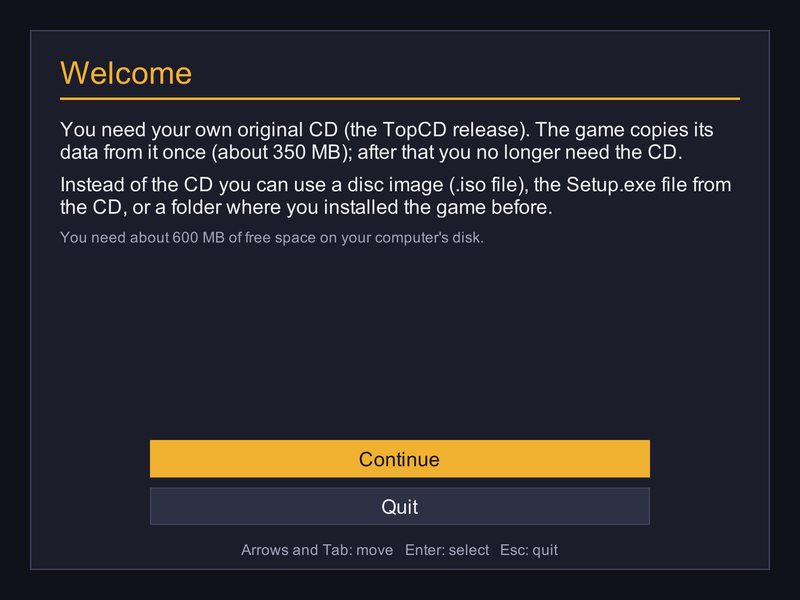 Welcome
You need your own original CD (the TopCD release). The game copies its
data from it once (about 350 MB); after that you no longer need the CD.
Instead of the CD you can use a disc image (.iso file), the Setup.exe file from
the CD, or a folder where you installed the game before.
You need about 600 MB of free space on your computer's disk.
Continue
Quit
Arrows and Tab: move   Enter: select   Esc: quit